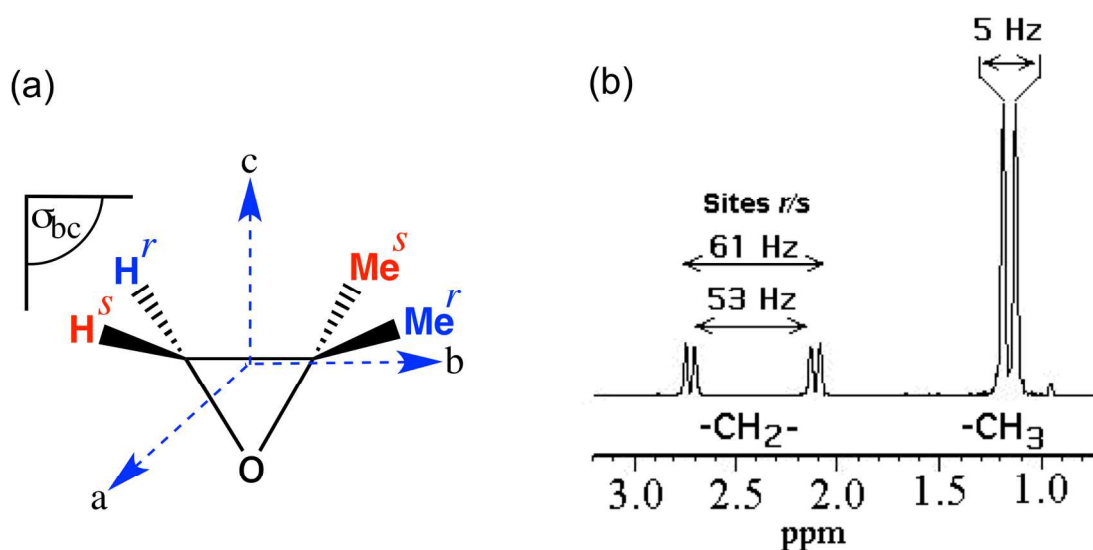 (a)
c
σbc
H r
Me s
H s
Me r
b
O
a
(b)
5 Hz
Sites r/s
61 Hz
53 Hz
-CH2-
-CH3
3.0 2.5 2.0 1.5 1.0
ppm